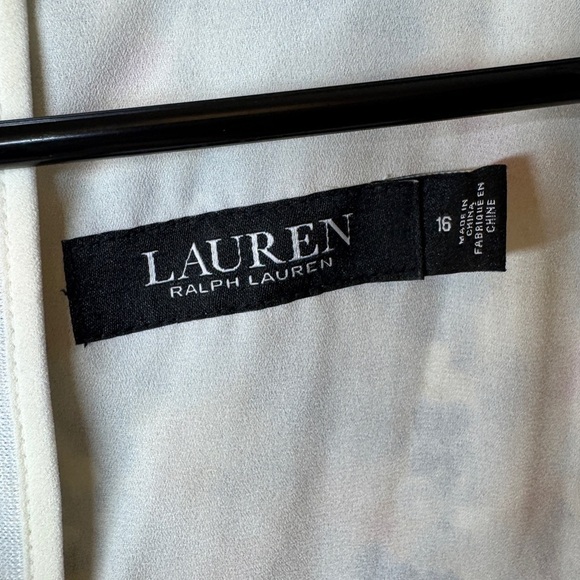 LAUREN
RALPH LAUREN
16
MADE IN
CHINA
FABRIQUE EN
CHINE